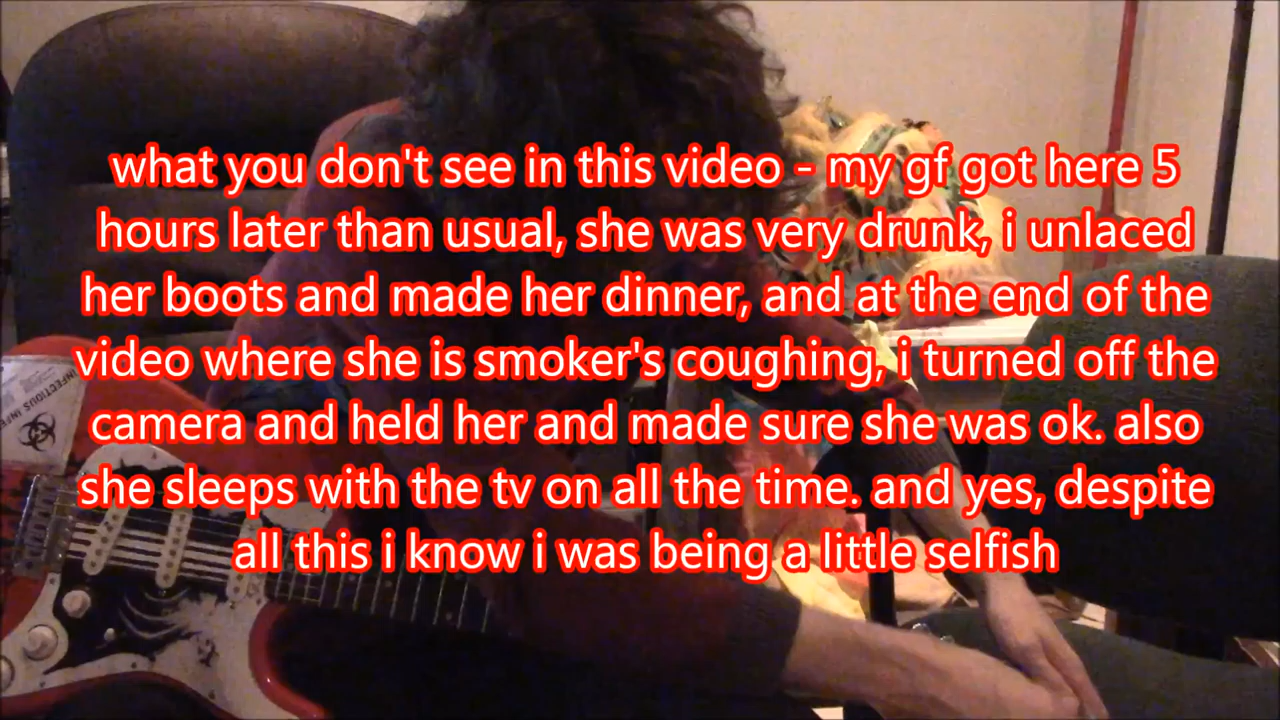 what you don't see in this video - my gf got here 5
hours later than usual, she was very drunk, i unlaced
her boots and made her dinner, and at the end of the
video where she is smoker's coughing, i turned off the
camera and held her and made sure she was ok. also
she sleeps with the tv on all the time. and yes, despite
all this i know i was being a little selfish
INFECTIOUS